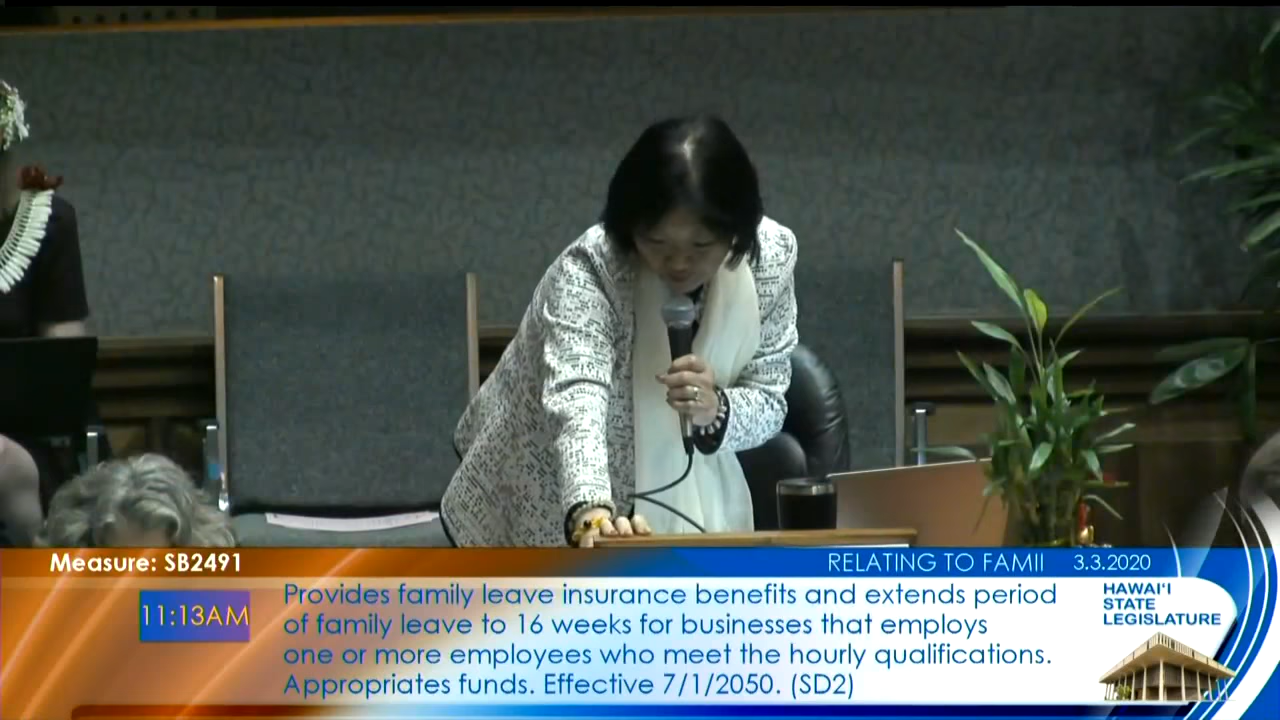 Measure: SB2491
RELATING TO FAMII
3.3.2020
11:13AM
Provides family leave insurance benefits and extends period
of family leave to 16 weeks for businesses that employs
one or more employees who meet the hourly qualifications.
Appropriates funds. Effective 7/1/2050. (SD2)
HAWAIʻI
STATE
LEGISLATURE